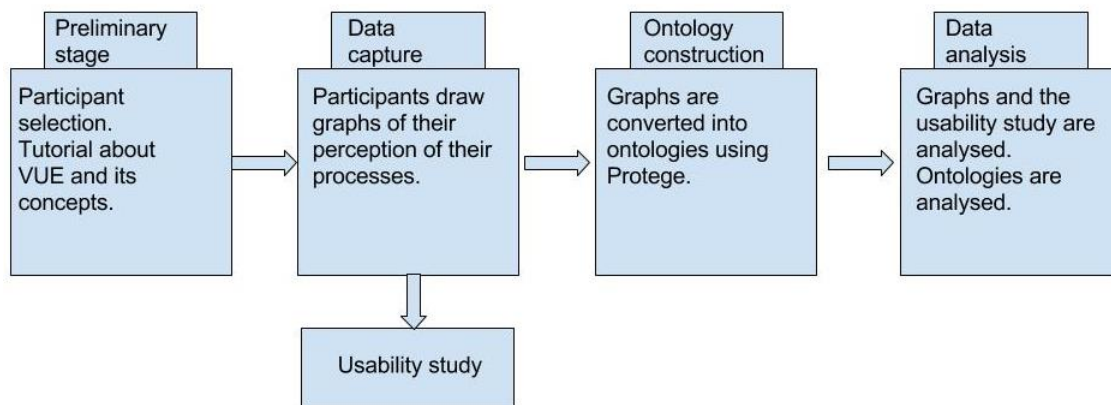 Preliminary
stage
Participant
selection.
Tutorial about
VUE and its
concepts.
Data
capture
Participants draw
graphs of their
perception of their
processes.
Usability study
Ontology
construction
Graphs are
converted into
ontologies using
Protege.
Data
analysis
Graphs and the
usability study are
analysed.
Ontologies are
analysed.